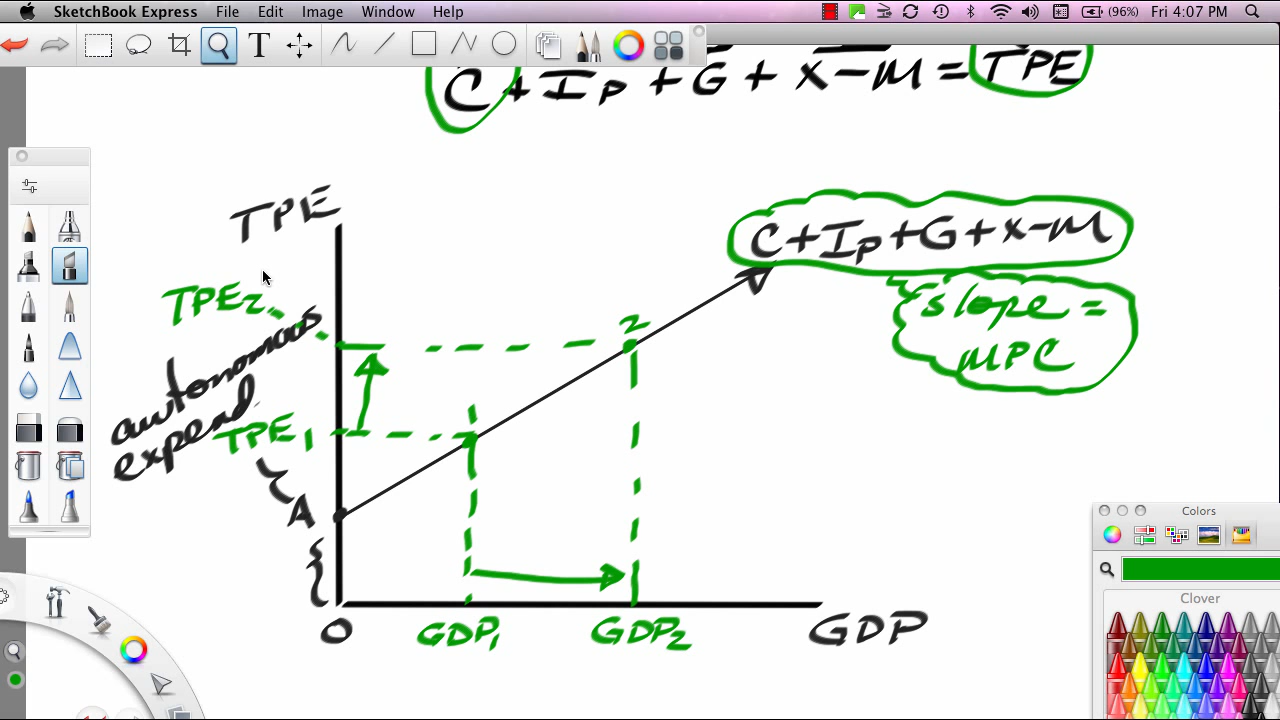 SketchBook Express File Edit Image Window Help (96%) Fri 4:07 PM
T
C + IP + G + X - M = TPE
TPE
C + IP + G + X - M
TPE2
slope =
MPC
2
autonomous
expend.
TPE1
1
A
Colors
Clover
0 GDP1 GDP2 GDP